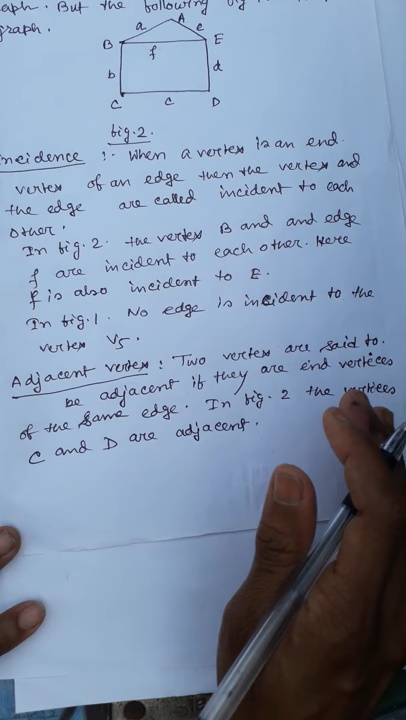 But the following
graph.
a A e
B f E
b d
C c D
fig.2.
incidence :- When a vertex is an end
vertex of an edge then the vertex and
the edge are called incident to each
other.
In fig. 2. the vertex B and and edge
f are incident to each other. Here
f is also incident to E.
In fig.1. No edge is incident to the
vertex V5.
Adjacent vertex : Two vertex are said to.
be adjacent if they are end vertices
of the same edge. In fig. 2 the vertices
C and D are adjacent.